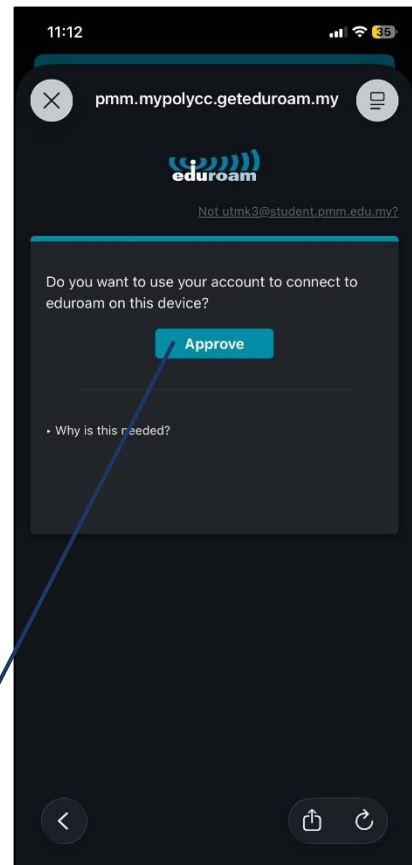 11:12
35
pmm.mypolycc.geteduroam.my
eduroam
Not utmk3@student.pmm.edu.my?
Do you want to use your account to connect to
eduroam on this device?
Approve
Why is this needed?